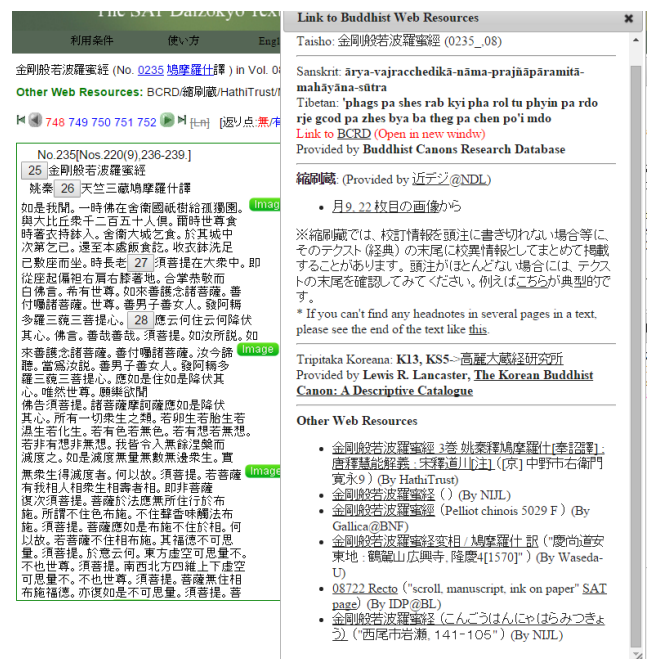 The SAT Daizōkyō Tex
利用条件 使い方 Engl
金剛般若波羅蜜經 (No. 0235 鳩摩羅什譯 ) in Vol. 08
Other Web Resources: BCRD/縮刷蔵/HathiTrust/
748 749 750 751 752 [Ln] [返り点:無/有
No.235[Nos.220(9),236-239.]
25 金剛般若波羅蜜經
姚秦 26 天竺三藏鳩摩羅什譯
如是我聞。一時佛在舍衞國祇樹給孤獨園。 Image
與大比丘衆千二百五十人倶。爾時世尊食
時著衣持鉢。入舍衞大城乞食。於其城中
次第乞已。還至本處飯食訖。收衣鉢洗足
已敷座而坐。時長老 27 須菩提在大衆中。即
從座起偏袒右肩右膝著地。合掌恭敬而
白佛言。希有世尊。如來善護念諸菩薩。善
付囑諸菩薩。世尊。善男子善女人。發阿耨
多羅三藐三菩提心。 28 應云何住云何降伏
其心。佛言。善哉善哉。須菩提。如汝所説。如
來善護念諸菩薩。善付囑諸菩薩。汝今諦 Image
聽。當爲汝説。善男子善女人。發阿耨多
羅三藐三菩提心。應如是住如是降伏其
心。唯然世尊。願樂欲聞
佛告須菩提。諸菩薩摩訶薩應如是降伏
其心。所有一切衆生之類。若卵生若胎生若
濕生若化生。若有色若無色。若有想若無想。
若非有想非無想。我皆令入無餘涅槃而
滅度之。如是滅度無量無數無邊衆生。實
無衆生得滅度者。何以故。須菩提。若菩薩 Image
有我相人相衆生相壽者相。即非菩薩
復次須菩提。菩薩於法應無所住行於布
施。所謂不住色布施。不住聲香味觸法布
施。須菩提。菩薩應如是布施不住於相。何
以故。若菩薩不住相布施。其福徳不可思
量。須菩提。於意云何。東方虚空可思量不。
不也世尊。須菩提。南西北方四維上下虚空
可思量不。不也世尊。須菩提。菩薩無住相
布施福徳。亦復如是不可思量。須菩提。菩
Link to Buddhist Web Resources
Taisho: 金剛般若波羅蜜經 (0235_.08)
Sanskrit: ārya-vajracchedikā-nāma-prajñāpāramitā-
mahāyāna-sūtra
Tibetan: 'phags pa shes rab kyi pha rol tu phyin pa rdo
rje gcod pa zhes bya ba theg pa chen po'i mdo
Link to BCRD (Open in new windw)
Provided by Buddhist Canons Research Database
縮刷蔵: (Provided by 近デジ@NDL)
月9, 22 枚目の画像から
※縮刷蔵では、校訂情報を頭注に書き切れない場合等に、
そのテクスト(経典)の末尾に校異情報としてまとめて掲載
することがあります。頭注がほとんどない場合には、テクス
トの末尾を確認してみてください。例えばこちらが典型的で
す。
* If you can't find any headnotes in several pages in a text,
please see the end of the text like this.
Tripitaka Koreana: K13, KS5->高麗大蔵経研究所
Provided by Lewis R. Lancaster, The Korean Buddhist
Canon: A Descriptive Catalogue
Other Web Resources
金剛般若波羅蜜經 3巻 姚秦釋鳩摩羅什[奉詔譯] ;
唐釋慧能解義 ; 宋釋道川[注] ([京] 中野市右衛門
寛永9 ) (By HathiTrust)
金剛般若波羅蜜經 ( ) (By NIJL)
金剛般若波羅蜜經 (Pelliot chinois 5029 F ) (By
Gallica@BNF)
金剛般若波羅蜜経変相 / 鳩摩羅什 訳 ("慶尚道安
東地 : 鶴駕山広興寺, 隆慶4[1570]" ) (By Waseda-
U)
08722 Recto ("scroll, manuscript, ink on paper" SAT
page) (By IDP@BL)
金剛般若波羅蜜経 (こんごうはんにゃはらみつきょ
う) ("西尾市岩瀬, 141-105" ) (By NIJL)